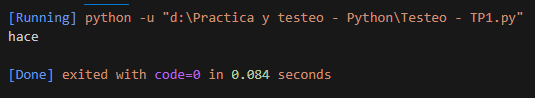 [Running] python -u "d:\Practica y testeo - Python\Testeo - TP1.py"
hace
[Done] exited with code=0 in 0.084 seconds